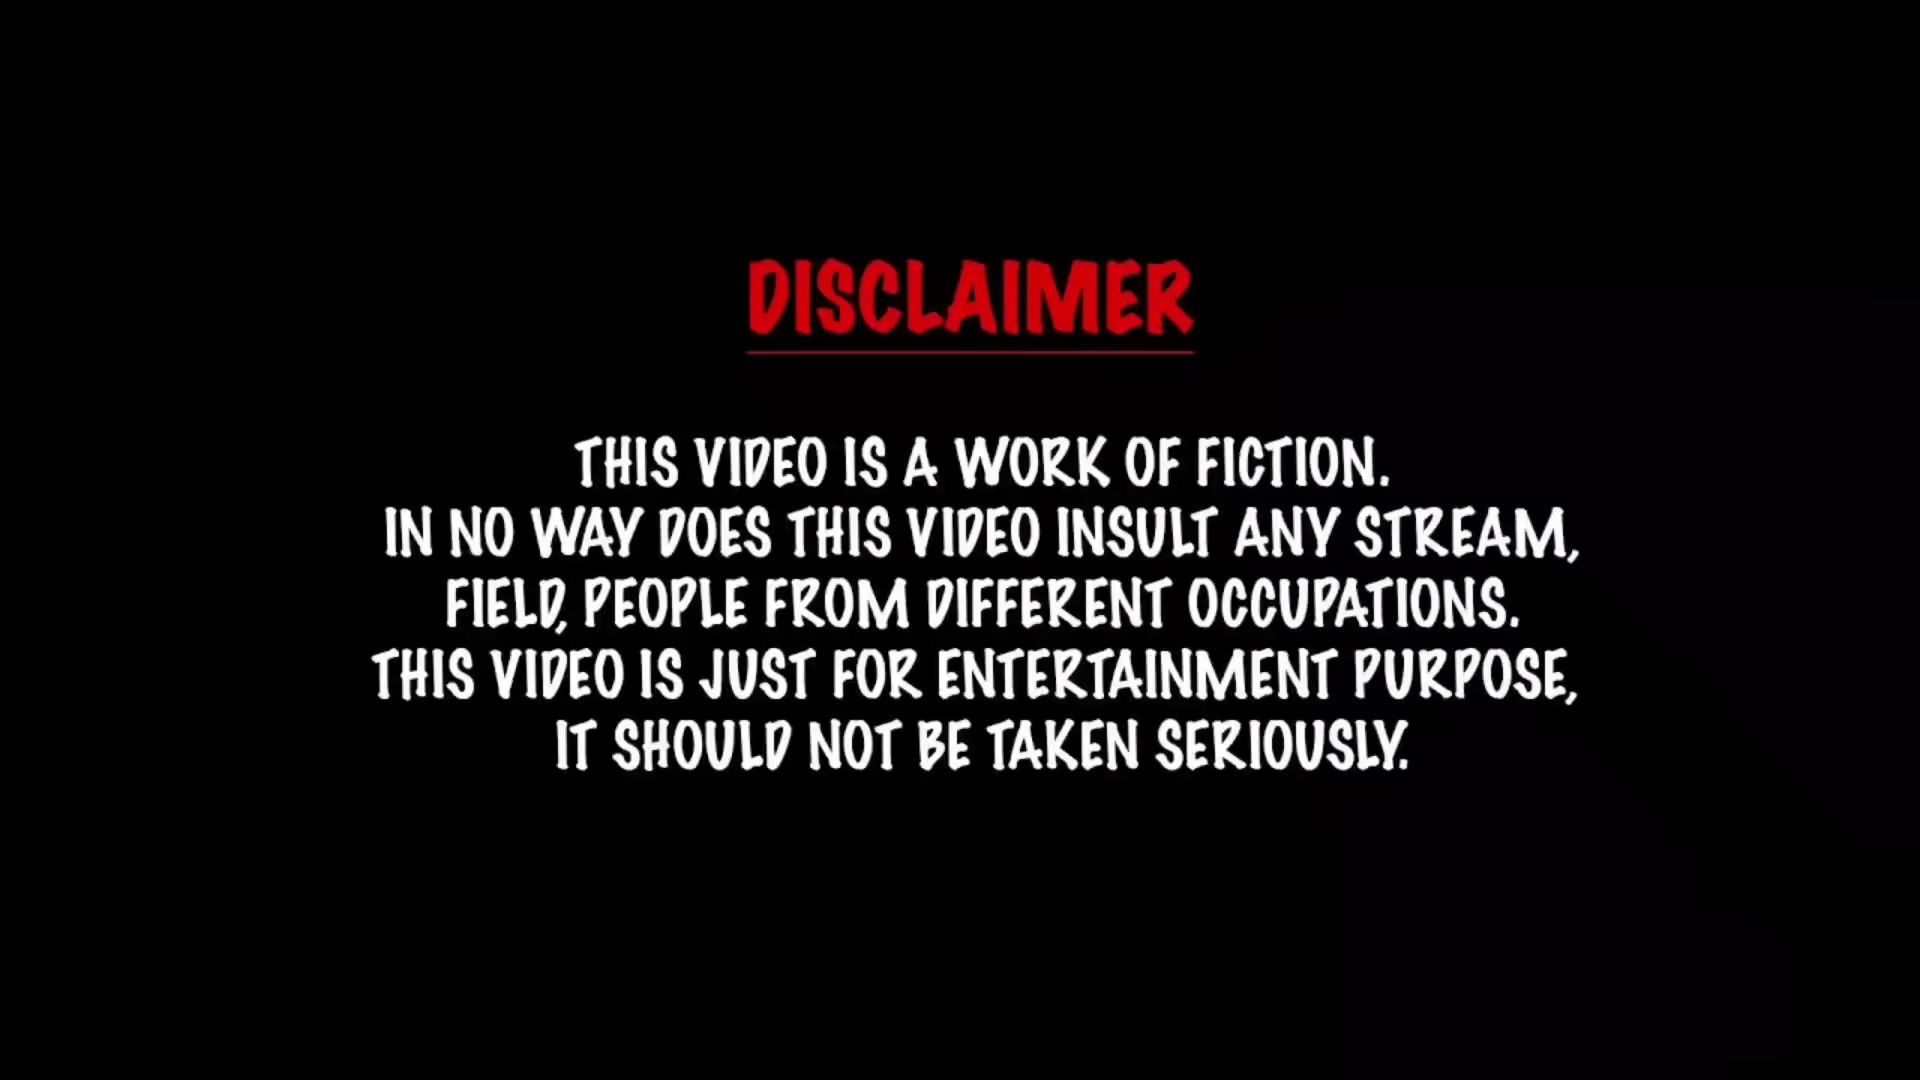 DISCLAIMER
THIS VIDEO IS A WORK OF FICTION.
IN NO WAY DOES THIS VIDEO INSULT ANY STREAM,
FIELD, PEOPLE FROM DIFFERENT OCCUPATIONS.
THIS VIDEO IS JUST FOR ENTERTAINMENT PURPOSE,
IT SHOULD NOT BE TAKEN SERIOUSLY.